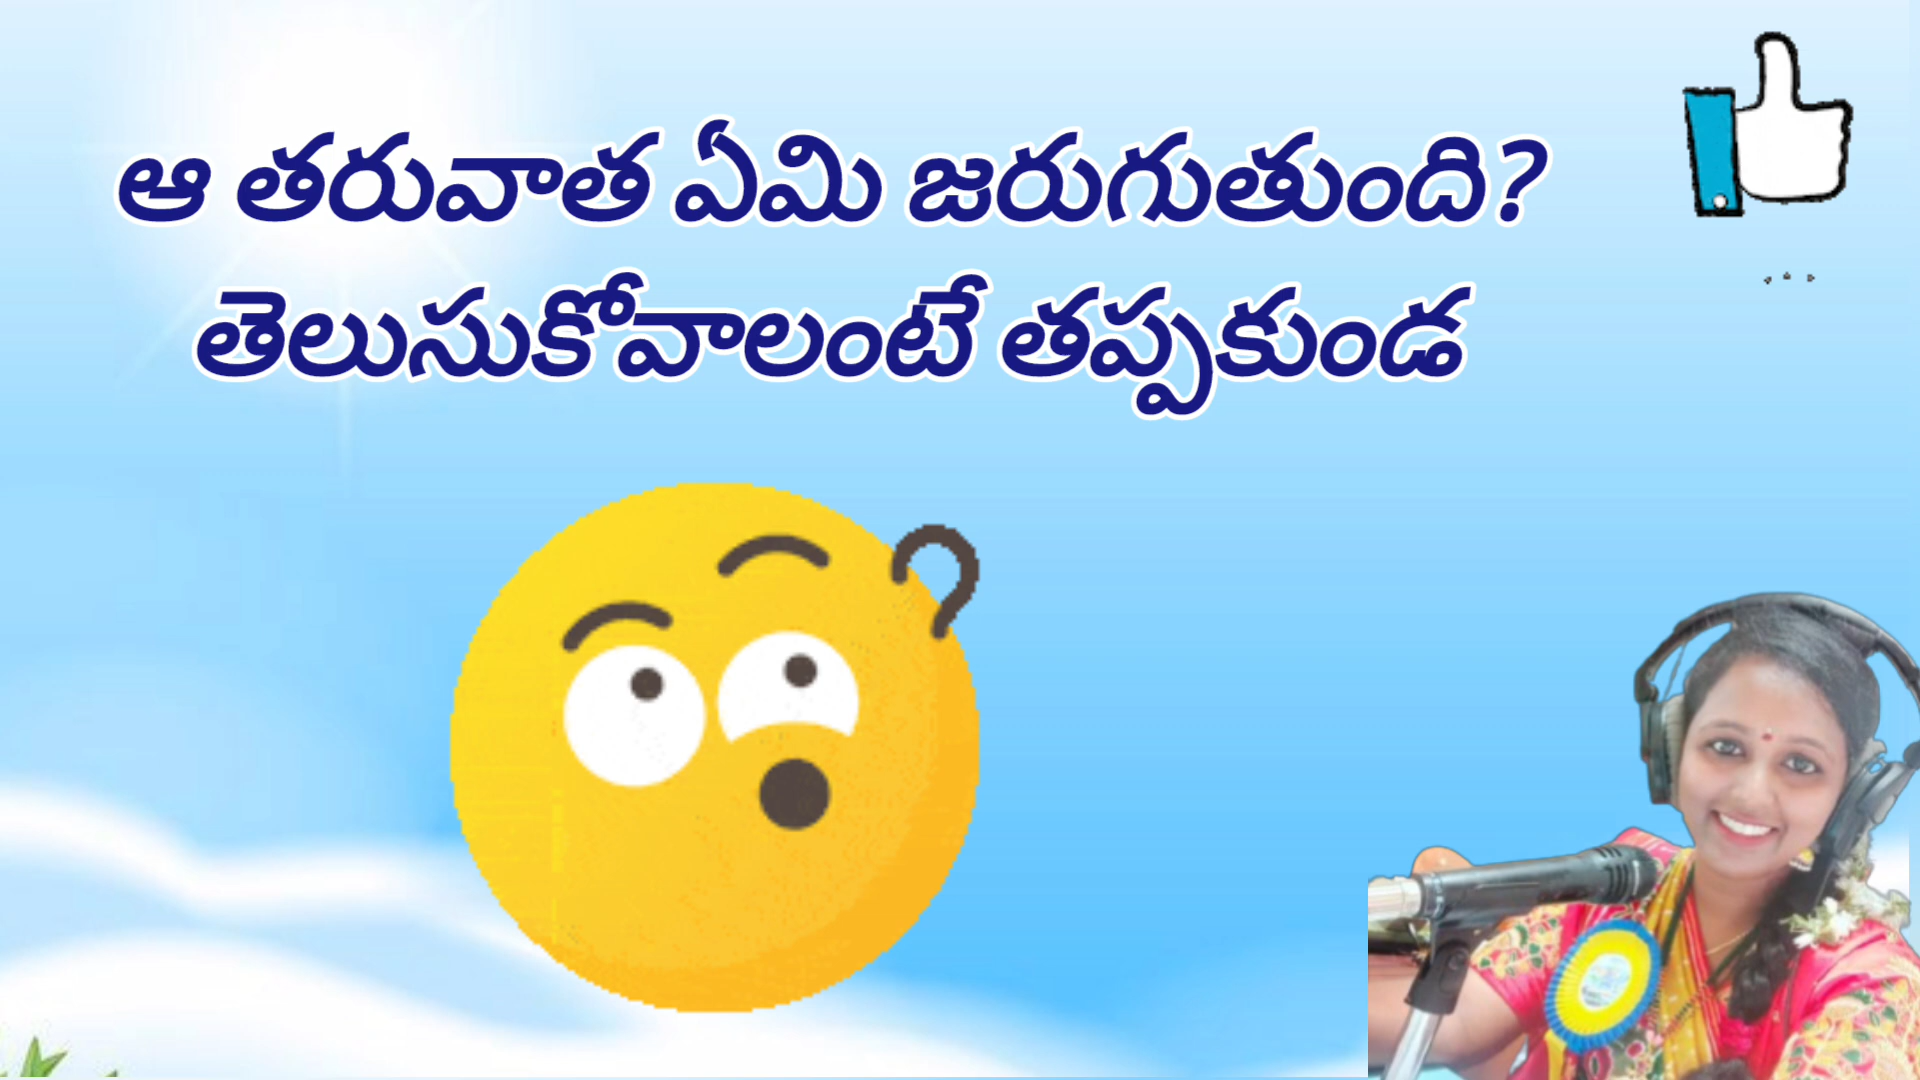 ఆ తరువాత ఏమి జరుగుతుంది?
తెలుసుకోవాలంటే తప్పకుండ